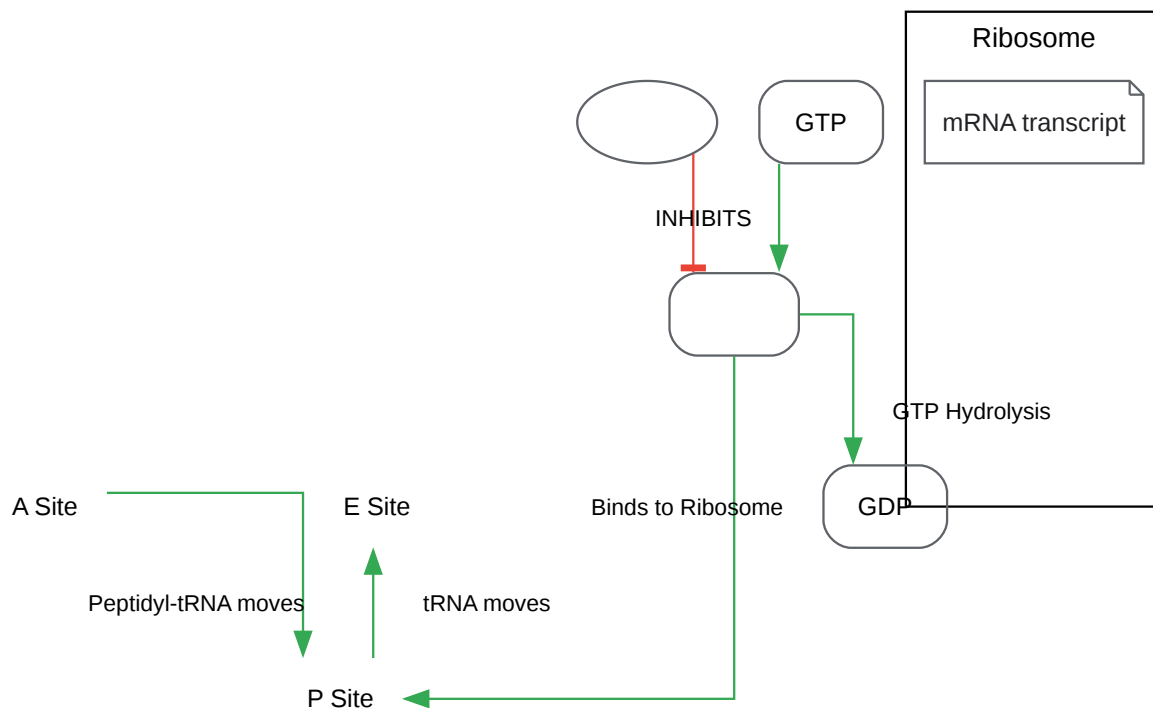 Ribosome
GTP
mRNA transcript
INHIBITS
GTP Hydrolysis
A Site
E Site
Binds to Ribosome
GDP
Peptidyl-tRNA moves
tRNA moves
P Site